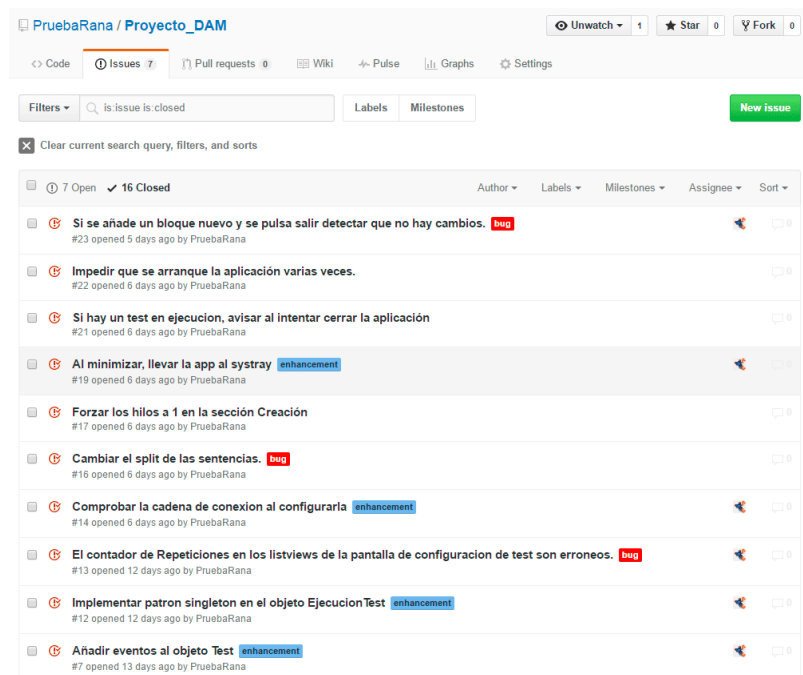 PruebaRana / Proyecto_DAM
Unwatch 1 Star 0 Fork 0
Code Issues 7 Pull requests 0 Wiki Pulse Graphs Settings
Filters is:issue is:closed Labels Milestones New issue
Clear current search query, filters, and sorts
7 Open 16 Closed Author Labels Milestones Assignee Sort
Si se añade un bloque nuevo y se pulsa salir detectar que no hay cambios. bug 0
#23 opened 5 days ago by PruebaRana
Impedir que se arranque la aplicación varias veces. 0
#22 opened 6 days ago by PruebaRana
Si hay un test en ejecucion, avisar al intentar cerrar la aplicación 0
#21 opened 6 days ago by PruebaRana
Al minimizar, llevar la app al systray enhancement 0
#19 opened 6 days ago by PruebaRana
Forzar los hilos a 1 en la sección Creación 0
#17 opened 6 days ago by PruebaRana
Cambiar el split de las sentencias. bug 0
#16 opened 6 days ago by PruebaRana
Comprobar la cadena de conexion al configurarla enhancement 0
#14 opened 6 days ago by PruebaRana
El contador de Repeticiones en los listviews de la pantalla de configuracion de test son erroneos. bug 0
#13 opened 12 days ago by PruebaRana
Implementar patron singleton en el objeto EjecucionTest enhancement 0
#12 opened 12 days ago by PruebaRana
Añadir eventos al objeto Test enhancement 0
#7 opened 13 days ago by PruebaRana